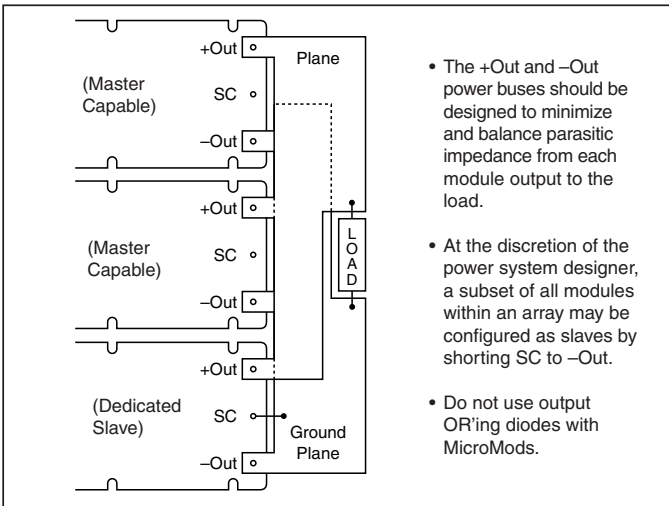 +Out
Plane
(Master
Capable)
SC
–Out
+Out
(Master
Capable)
SC
–Out
LOAD
+Out
(Dedicated
Slave)
SC
Ground
Plane
–Out
• The +Out and –Out
power buses should be
designed to minimize
and balance parasitic
impedance from each
module output to the
load.
• At the discretion of the
power system designer,
a subset of all modules
within an array may be
configured as slaves by
shorting SC to –Out.
• Do not use output
OR'ing diodes with
MicroMods.